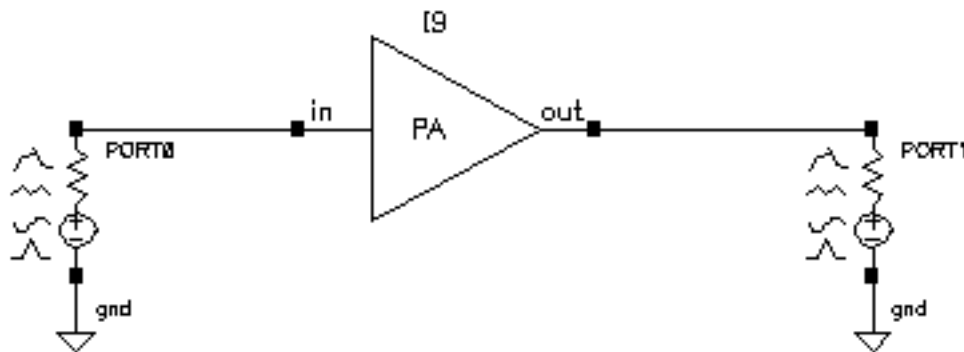 I9
in
PA
out
PORT0
PORT1
gnd
gnd